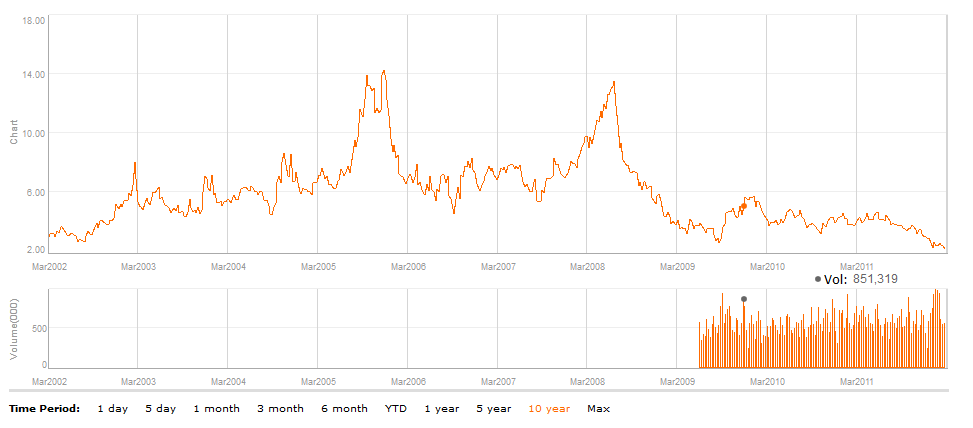 18.00
14.00
10.00
6.00
2.00
Chart
Mar2002 Mar2003 Mar2004 Mar2005 Mar2006 Mar2007 Mar2008 Mar2009 Mar2010 Mar2011
Vol: 851,319
500
0
Volume(000)
Mar2002 Mar2003 Mar2004 Mar2005 Mar2006 Mar2007 Mar2008 Mar2009 Mar2010 Mar2011
Time Period: 1 day 5 day 1 month 3 month 6 month YTD 1 year 5 year 10 year Max